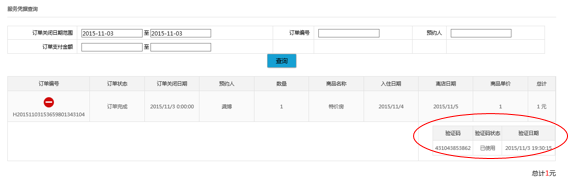 服务凭据查询
订单关闭日期范围 2015-11-03 至 2015-11-03 订单编号 预约人
订单支付金额 至
查询
订单编号 订单状态 订单关闭日期 预约人 数量 商品名称 入住日期 离店日期 商品单价 总计
H20151103153659801343104 订单完成 2015/11/3 0:00:00 1 特价房 2015/11/4 2015/11/5 1 1 元
验证码 验证码状态 验证日期
431043853862 已使用 2015/11/3 19:30:15
总计1元